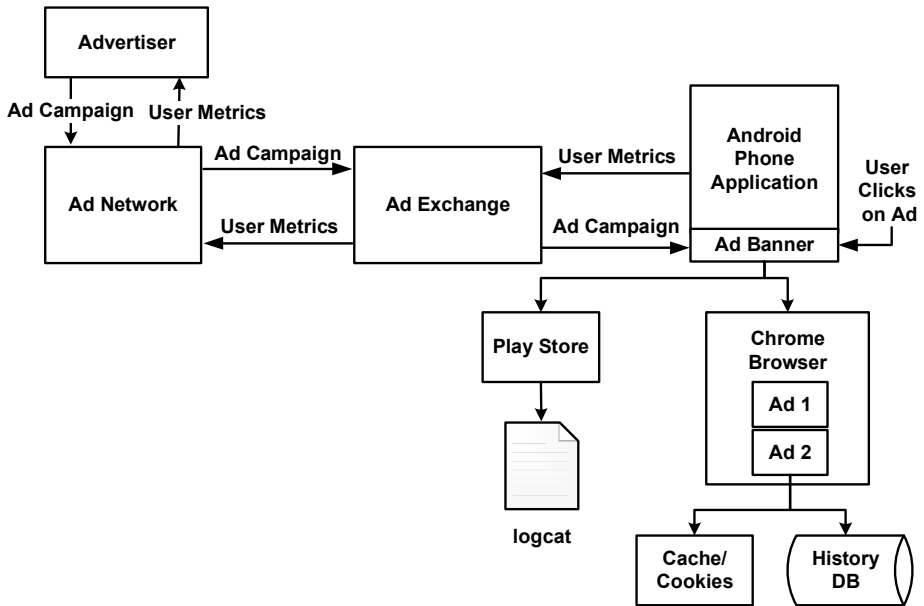 Advertiser
Ad Campaign
User Metrics
Ad Network
Ad Campaign
User Metrics
Ad Exchange
User Metrics
Ad Campaign
Android
Phone
Application
Ad Banner
User
Clicks
on Ad
Play Store
logcat
Chrome
Browser
Ad 1
Ad 2
Cache/
Cookies
History
DB